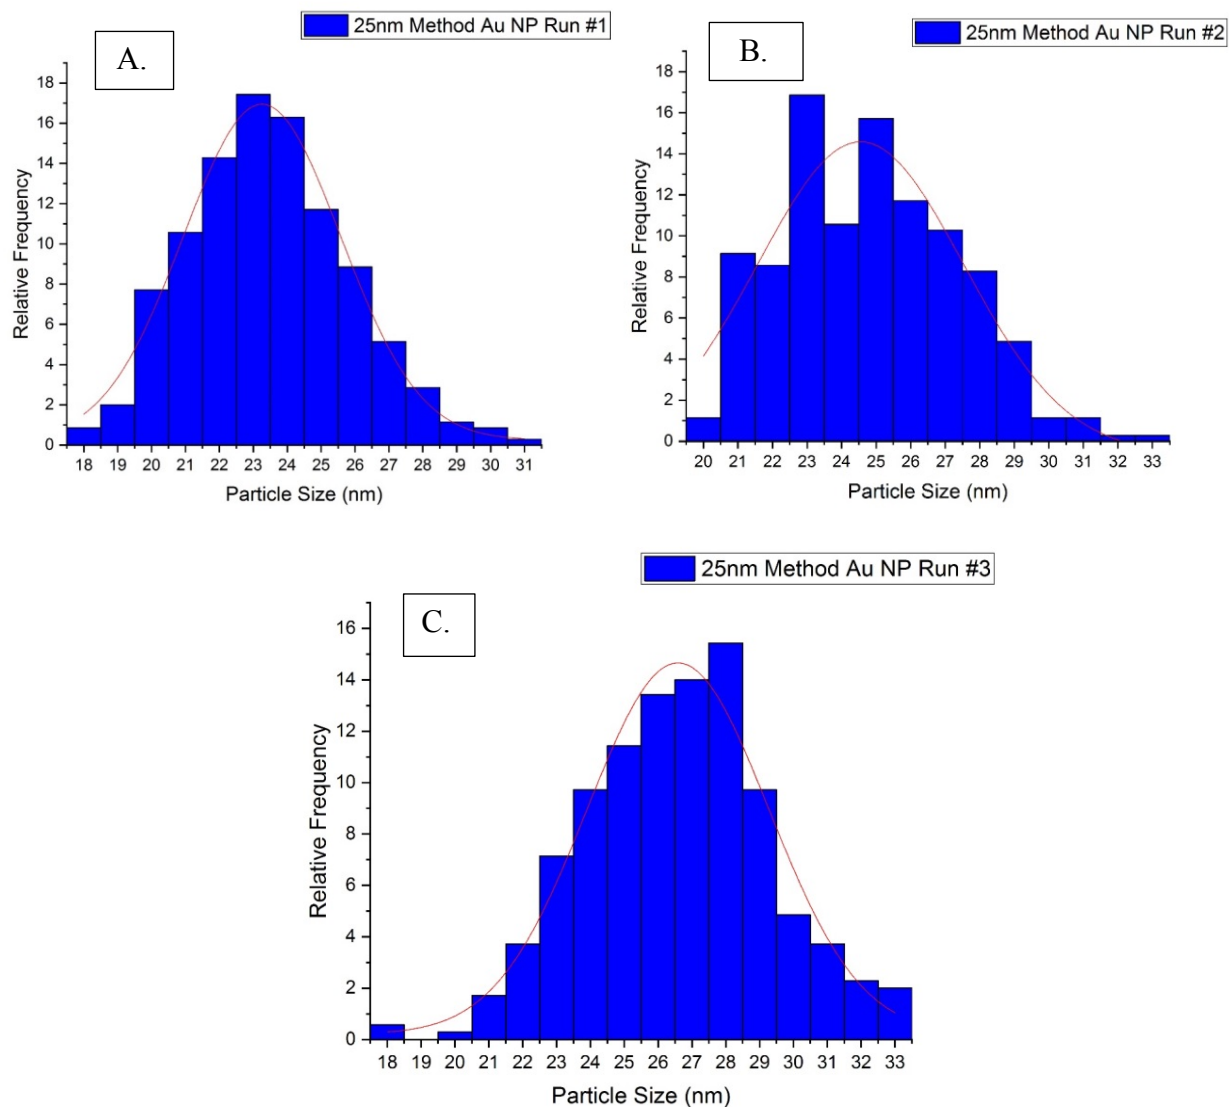 25nm Method Au NP Run #1
A.
18
16
14
12
10
8
6
4
2
0
Relative Frequency
18 19 20 21 22 23 24 25 26 27 28 29 30 31
Particle Size (nm)
25nm Method Au NP Run #2
B.
18
16
14
12
10
8
6
4
2
0
Relative Frequency
20 21 22 23 24 25 26 27 28 29 30 31 32 33
Particle Size (nm)
25nm Method Au NP Run #3
C.
16
14
12
10
8
6
4
2
0
Relative Frequency
18 19 20 21 22 23 24 25 26 27 28 29 30 31 32 33
Particle Size (nm)